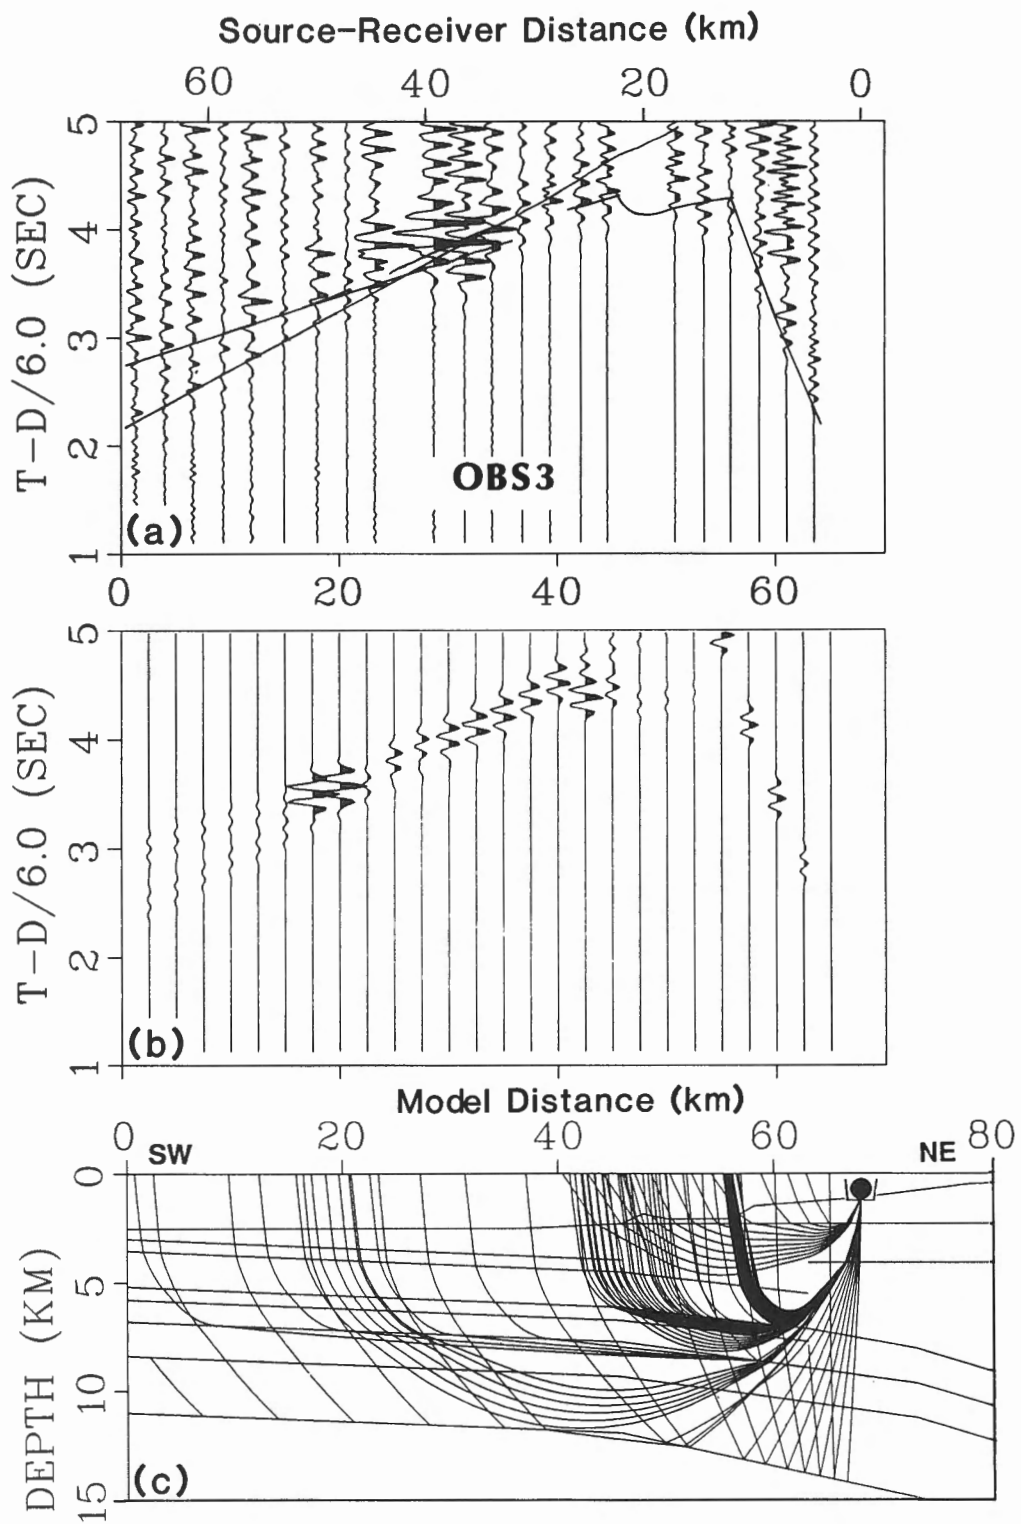 Source-Receiver Distance (km)
60 40 20 0
T-D/6.0 (SEC)
5
4
3
2
1
OBS3
(a)
0 20 40 60
T-D/6.0 (SEC)
5
4
3
2
1
(b)
Model Distance (km)
0 20 40 60 80
SW NE
DEPTH (KM)
0
5
10
15
(c)